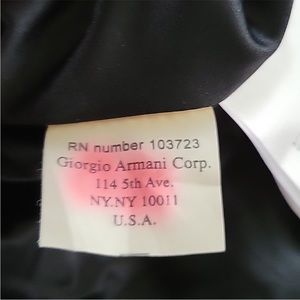 RN number 103723
Giorgio Armani Corp.
114 5th Ave.
NY.NY 10011
U.S.A.